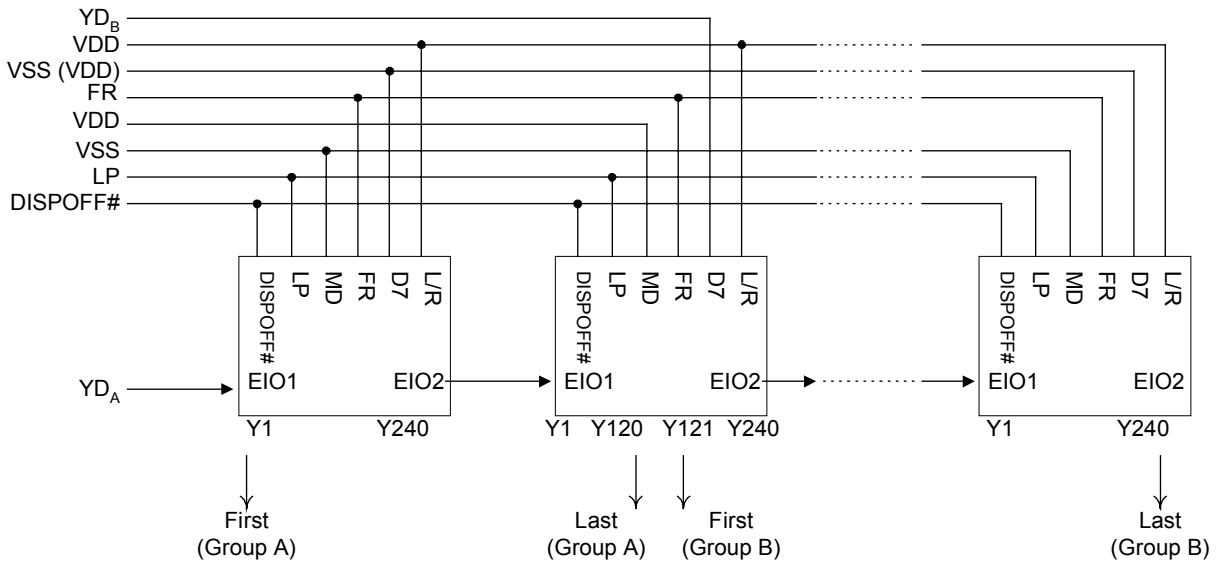 YD_B
VDD
VSS (VDD)
FR
VDD
VSS
LP
DISPOFF#
DISPOFF# LP MD FR D7 L/R
DISPOFF# LP MD FR D7 L/R
DISPOFF# LP MD FR D7 L/R
YD_A EIO1 EIO2 EIO1 EIO2 EIO1 EIO2
Y1 Y240 Y1 Y120 Y121 Y240 Y1 Y240
First
(Group A)
Last
(Group A)
First
(Group B)
Last
(Group B)